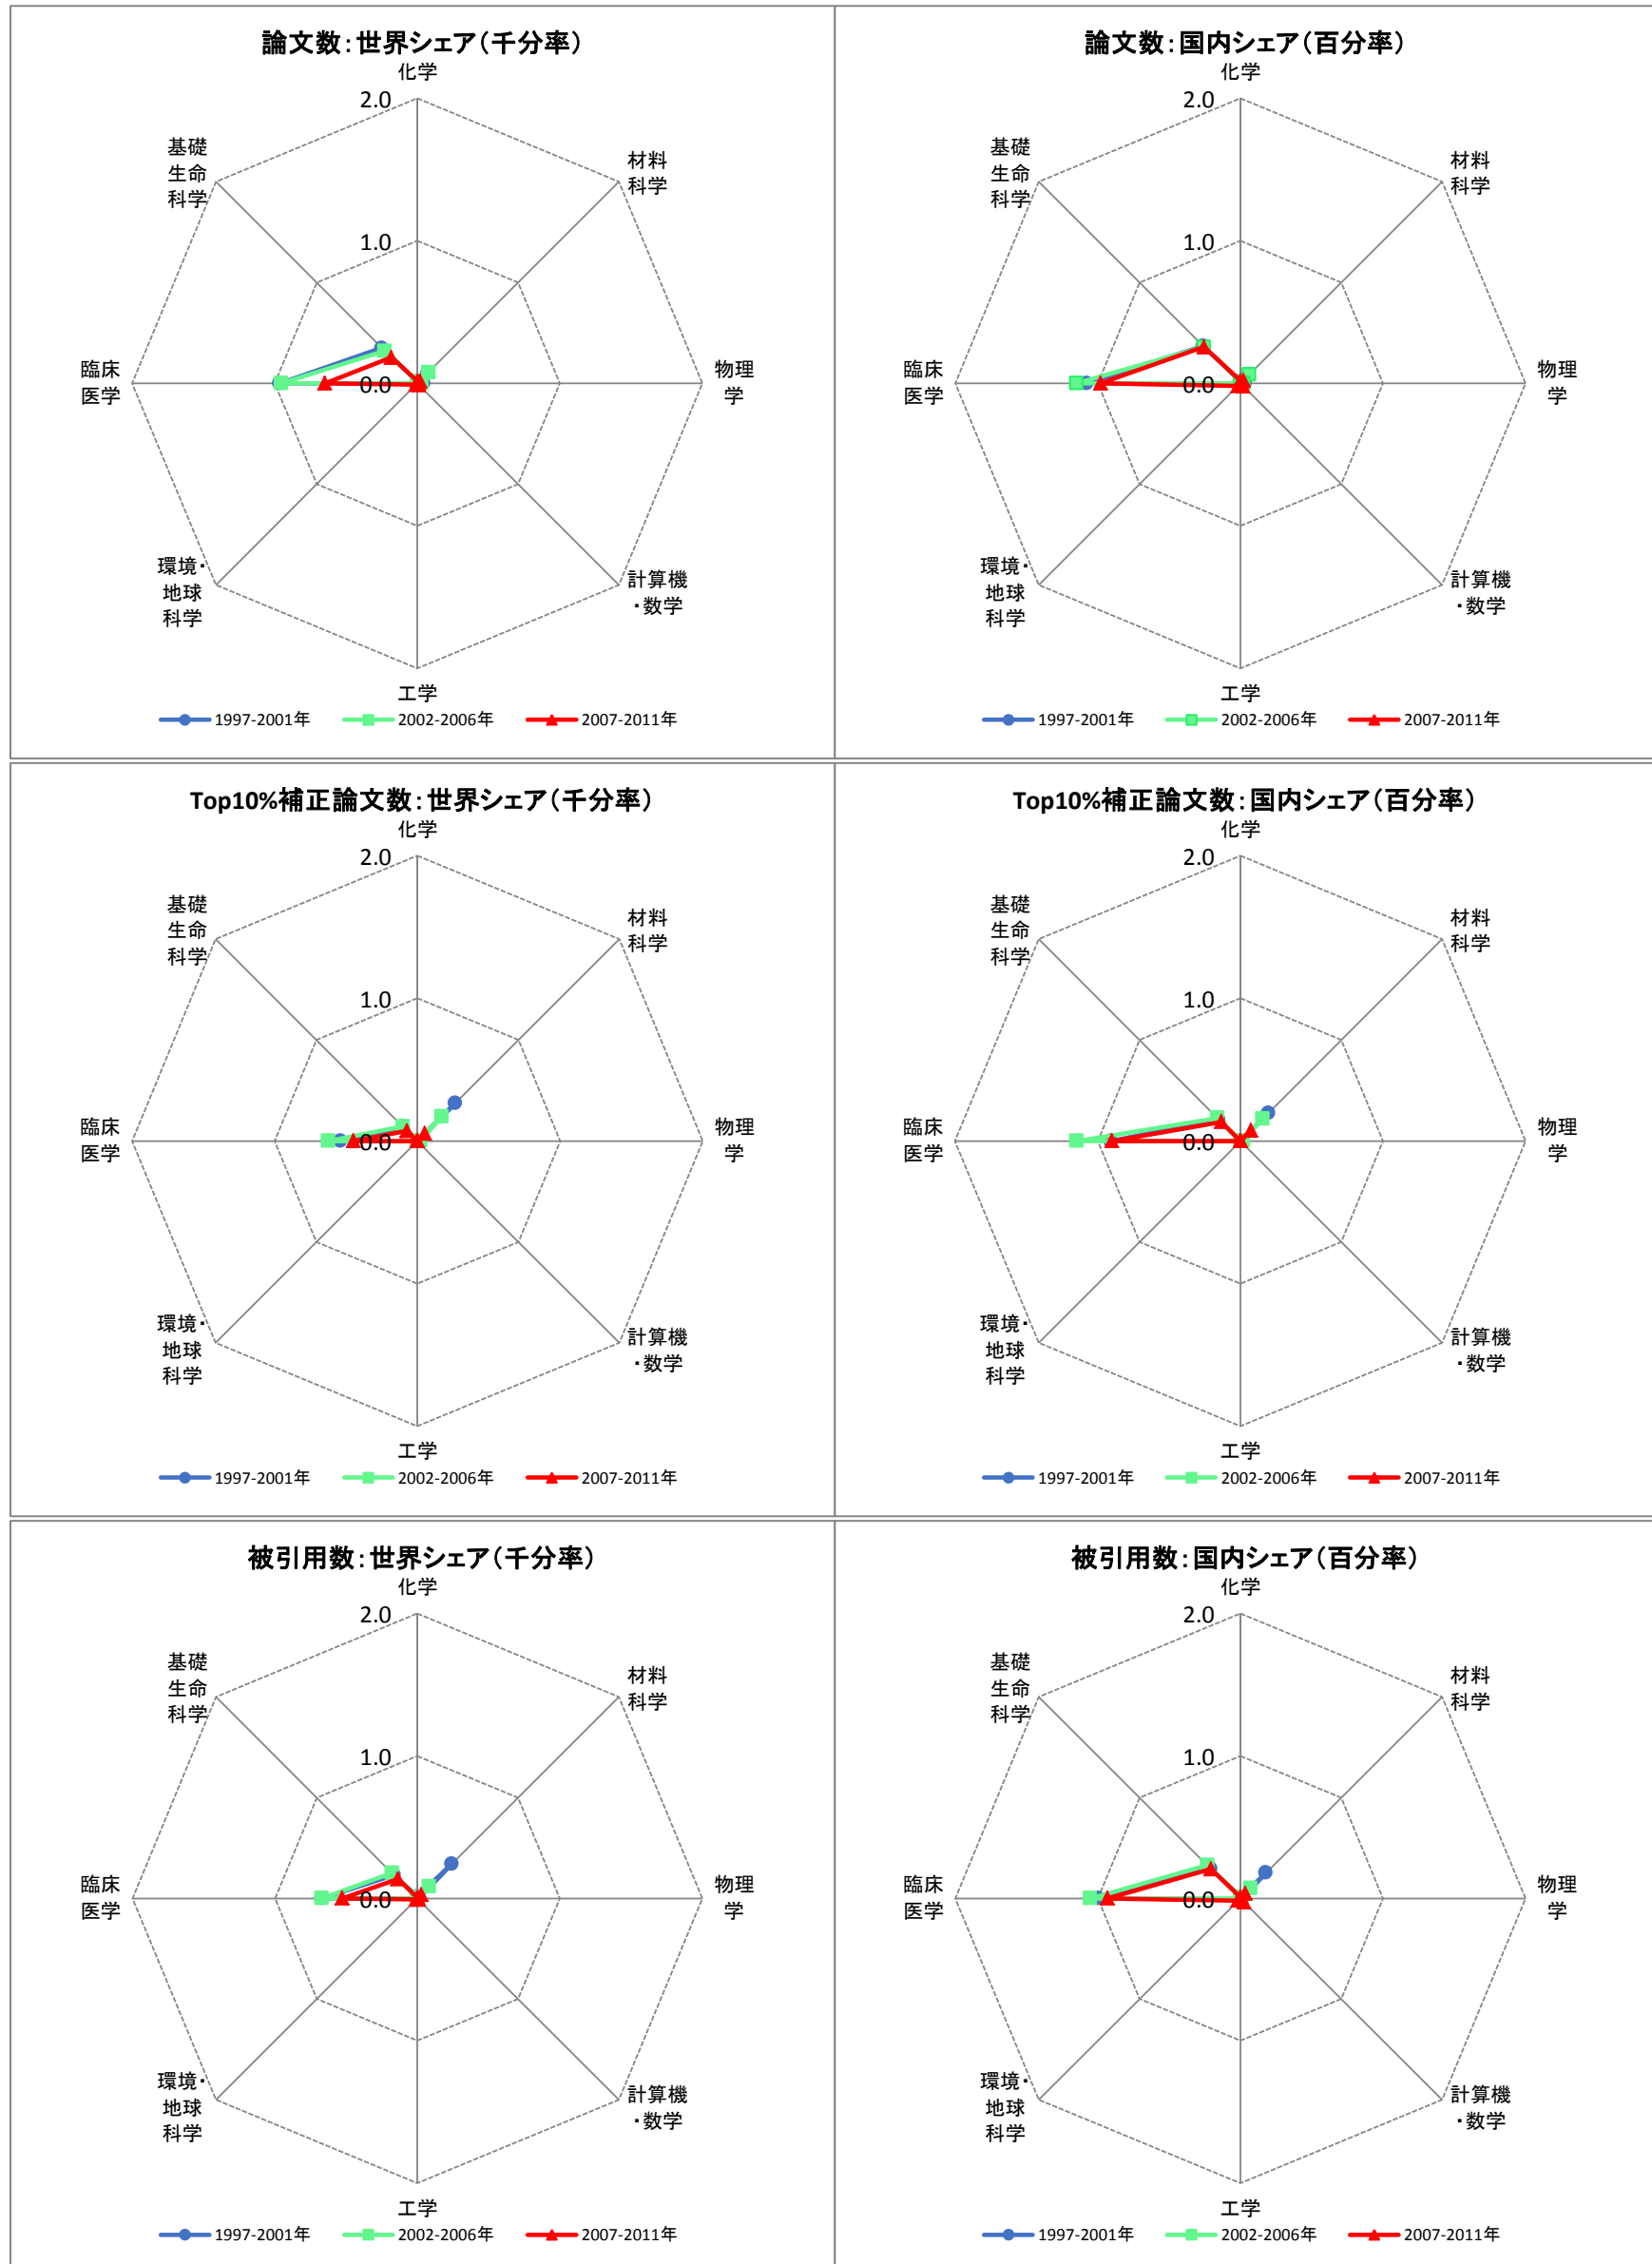 論文数：世界シェア（千分率）
化学
2.0
基礎
生命
科学
材料
科学
1.0
臨床
医学
0.0
物理
学
環境・
地球
科学
計算機
・数学
工学
1997-2001年 2002-2006年 2007-2011年
論文数：国内シェア（百分率）
化学
2.0
基礎
生命
科学
材料
科学
1.0
臨床
医学
0.0
物理
学
環境・
地球
科学
計算機
・数学
工学
1997-2001年 2002-2006年 2007-2011年
Top10%補正論文数：世界シェア（千分率）
化学
2.0
基礎
生命
科学
材料
科学
1.0
臨床
医学
0.0
物理
学
環境・
地球
科学
計算機
・数学
工学
1997-2001年 2002-2006年 2007-2011年
Top10%補正論文数：国内シェア（百分率）
化学
2.0
基礎
生命
科学
材料
科学
1.0
臨床
医学
0.0
物理
学
環境・
地球
科学
計算機
・数学
工学
1997-2001年 2002-2006年 2007-2011年
被引用数：世界シェア（千分率）
化学
2.0
基礎
生命
科学
材料
科学
1.0
臨床
医学
0.0
物理
学
環境・
地球
科学
計算機
・数学
工学
1997-2001年 2002-2006年 2007-2011年
被引用数：国内シェア（百分率）
化学
2.0
基礎
生命
科学
材料
科学
1.0
臨床
医学
0.0
物理
学
環境・
地球
科学
計算機
・数学
工学
1997-2001年 2002-2006年 2007-2011年